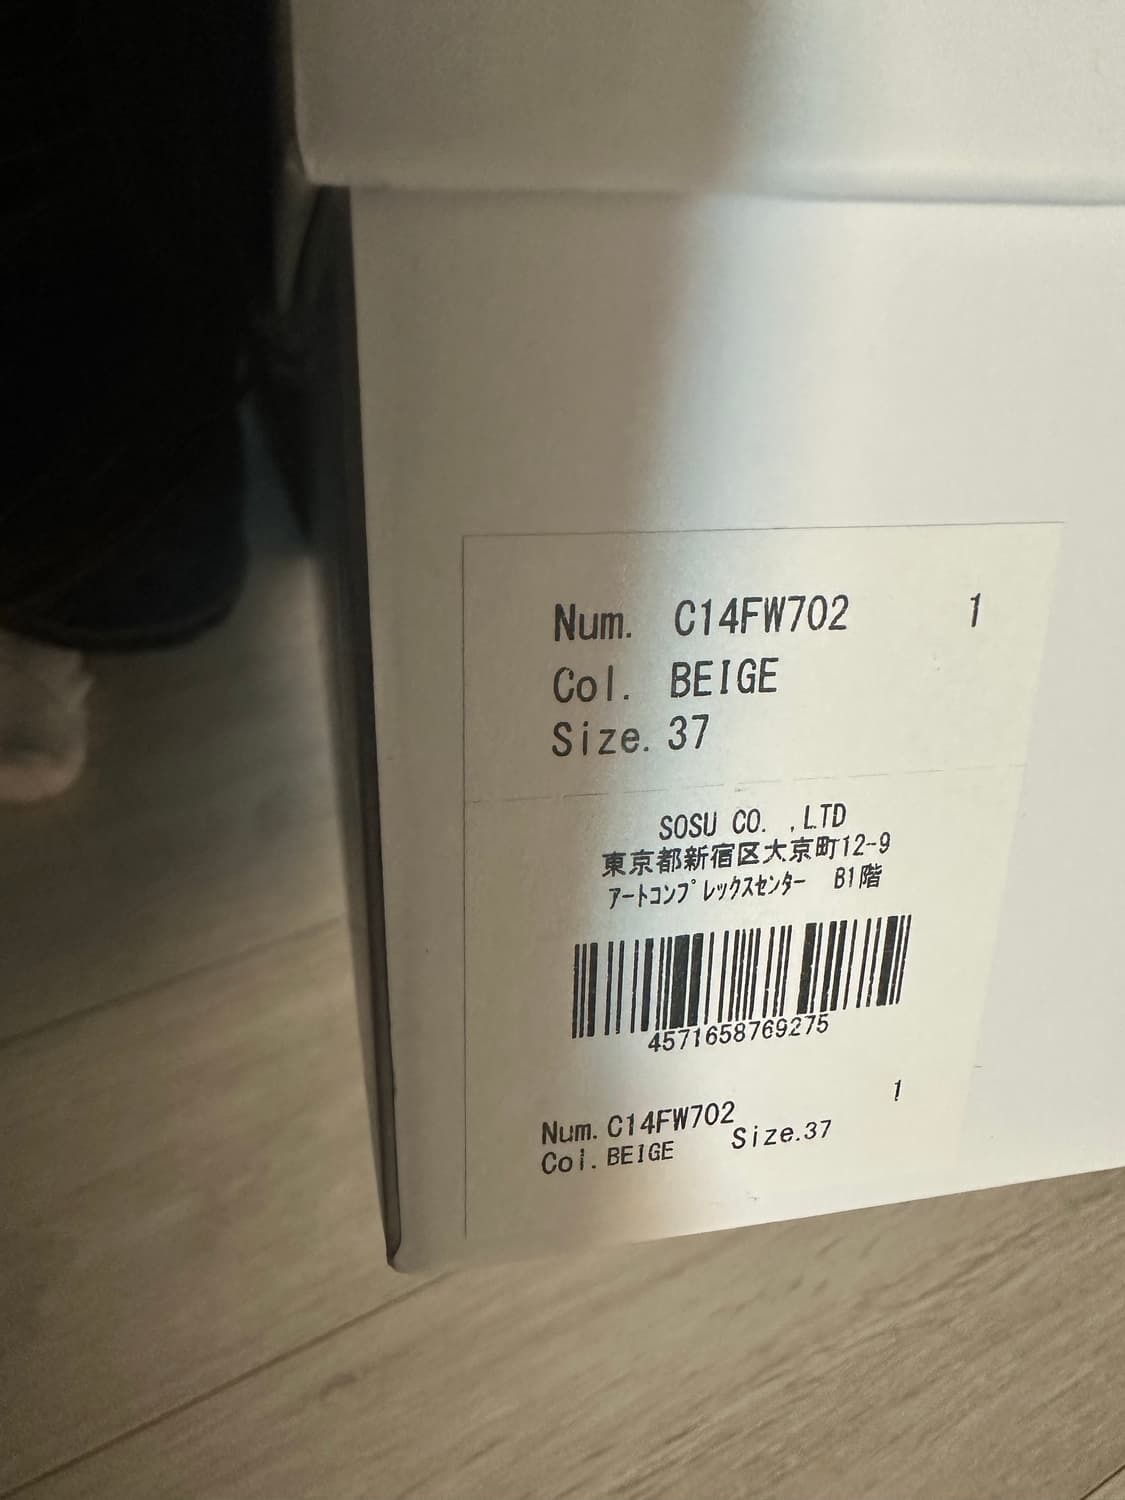 Num. C14FW702 1
Col. BEIGE
Size. 37
SOSU CO. ,LTD
東京都新宿区大京町12-9
ｱｰﾄｺﾝﾌﾟﾚｯｸｽｾﾝﾀｰ B1階
4571658769275
1
Num. C14FW702
Col. BEIGE Size.37